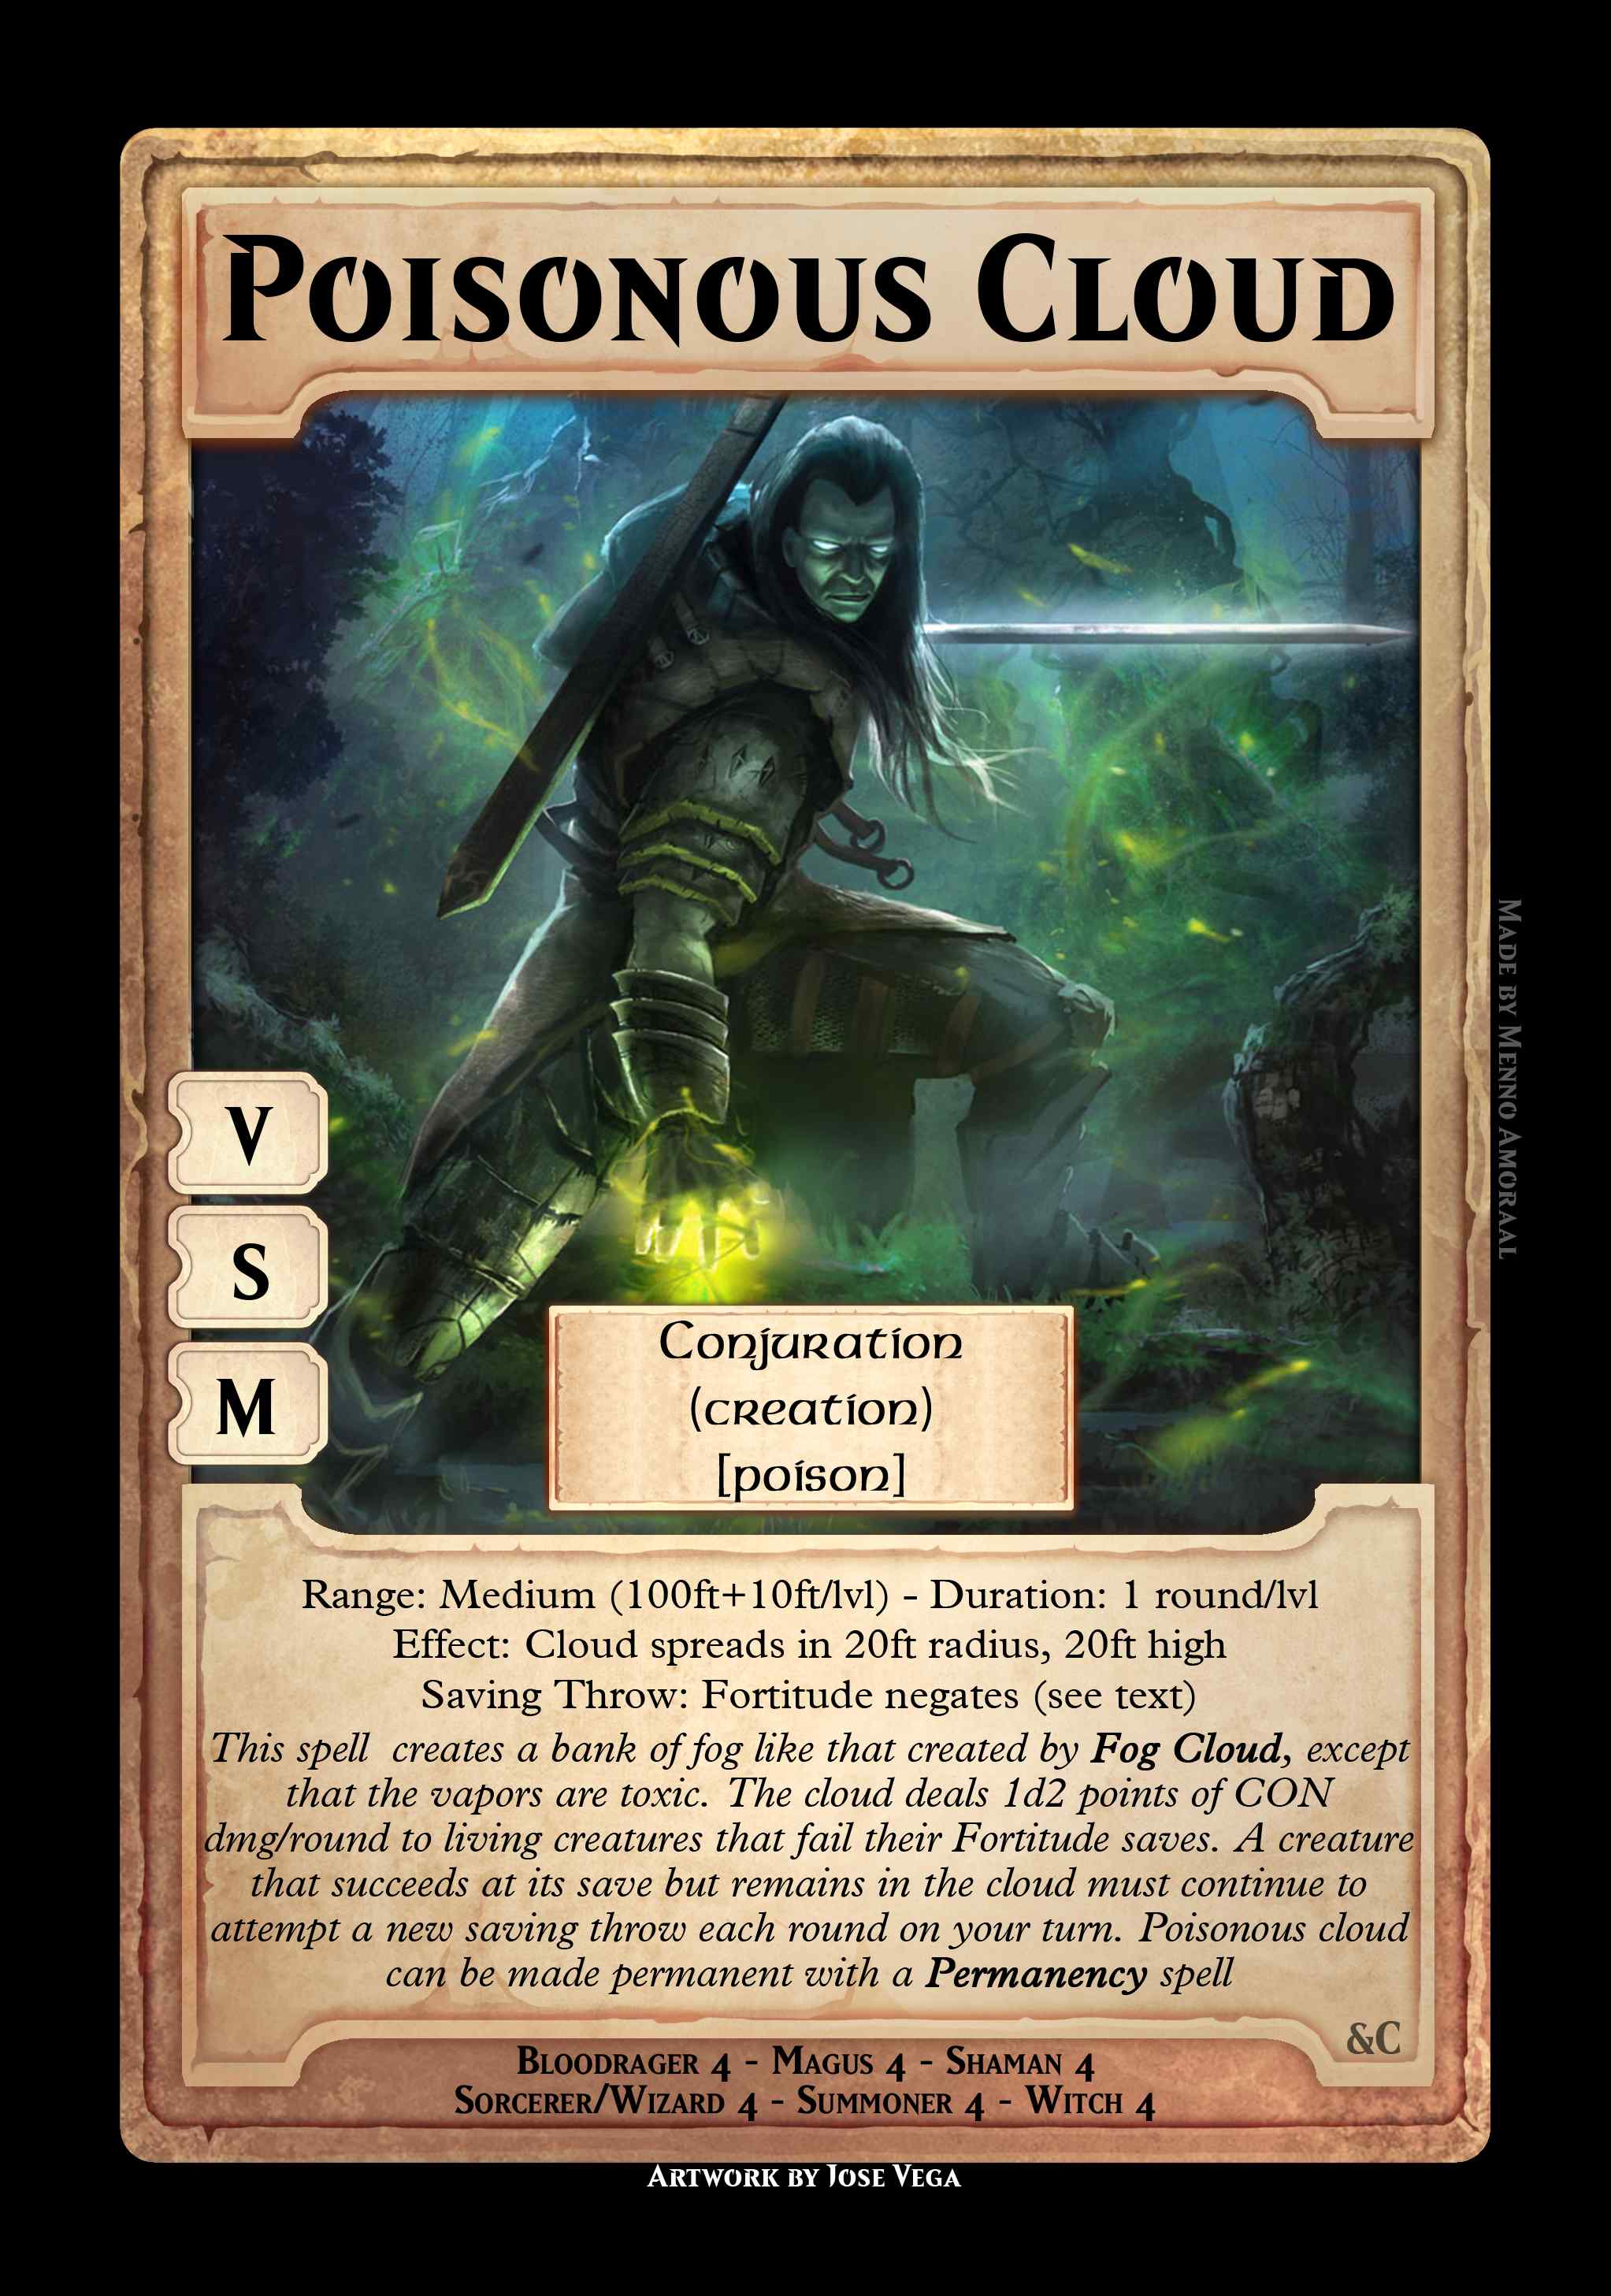 Poisonous Cloud
V
S
M
Conjuration
(creation)
[poison]
Range: Medium (100ft+10ft/lvl) - Duration: 1 round/lvl
Effect: Cloud spreads in 20ft radius, 20ft high
Saving Throw: Fortitude negates (see text)
This spell creates a bank of fog like that created by Fog Cloud, except
that the vapors are toxic. The cloud deals 1d2 points of CON
dmg/round to living creatures that fail their Fortitude saves. A creature
that succeeds at its save but remains in the cloud must continue to
attempt a new saving throw each round on your turn. Poisonous cloud
can be made permanent with a Permanency spell
&C
Bloodrager 4 - Magus 4 - Shaman 4
Sorcerer/Wizard 4 - Summoner 4 - Witch 4
Artwork by Jose Vega
Made by Menno Amoraal